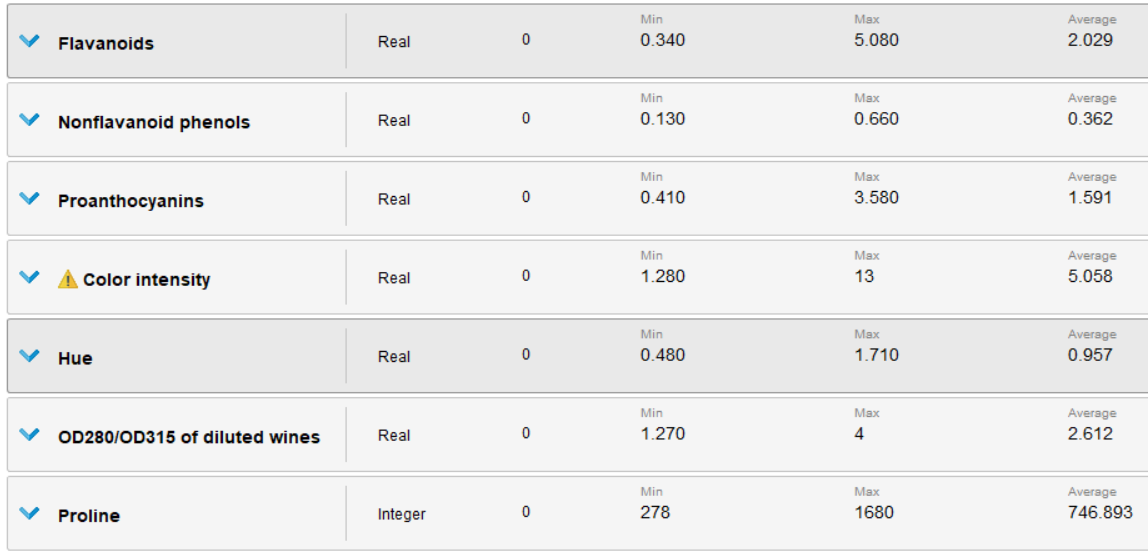 Min Max Average
Flavanoids Real 0 0.340 5.080 2.029
Min Max Average
Nonflavanoid phenols Real 0 0.130 0.660 0.362
Min Max Average
Proanthocyanins Real 0 0.410 3.580 1.591
Min Max Average
Color intensity Real 0 1.280 13 5.058
Min Max Average
Hue Real 0 0.480 1.710 0.957
Min Max Average
OD280/OD315 of diluted wines Real 0 1.270 4 2.612
Min Max Average
Proline Integer 0 278 1680 746.893